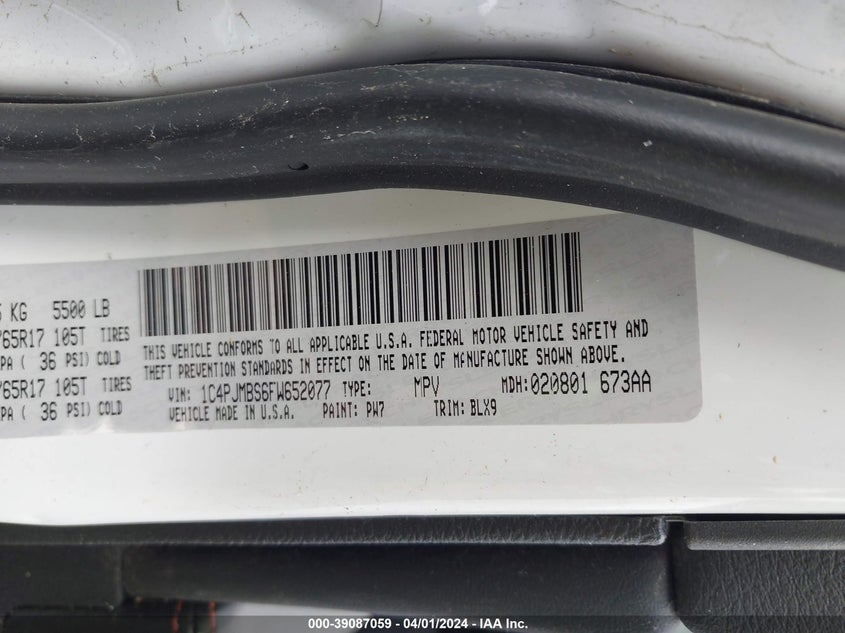 5 KG 5500 LB
/65R17 105T TIRES
PA ( 36 PSI) COLD
/65R17 105T TIRES
PA ( 36 PSI) COLD
THIS VEHICLE CONFORMS TO ALL APPLICABLE U.S.A. FEDERAL MOTOR VEHICLE SAFETY AND
THEFT PREVENTION STANDARDS IN EFFECT ON THE DATE OF MFNUFACTURE SHOWN ABOVE.
VIN: 1C4PJMBS6FW652077 TYPE: MPV MDH: 020801 673AA
VEHICLE MADE IN U.S.A. PAINT: PW7 TRIM: BLX9
000-39087059 - 04/01/2024 - IAA Inc.